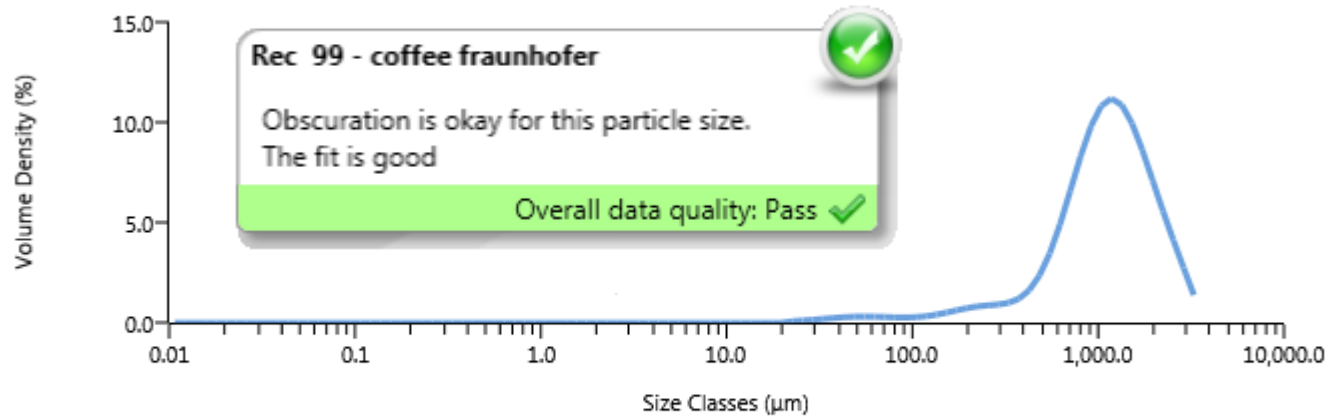 15.0
10.0
5.0
0.0
Volume Density (%)
Rec 99 - coffee fraunhofer
Obscuration is okay for this particle size.
The fit is good
Overall data quality: Pass
0.01 0.1 1.0 10.0 100.0 1,000.0 10,000.0
Size Classes (µm)